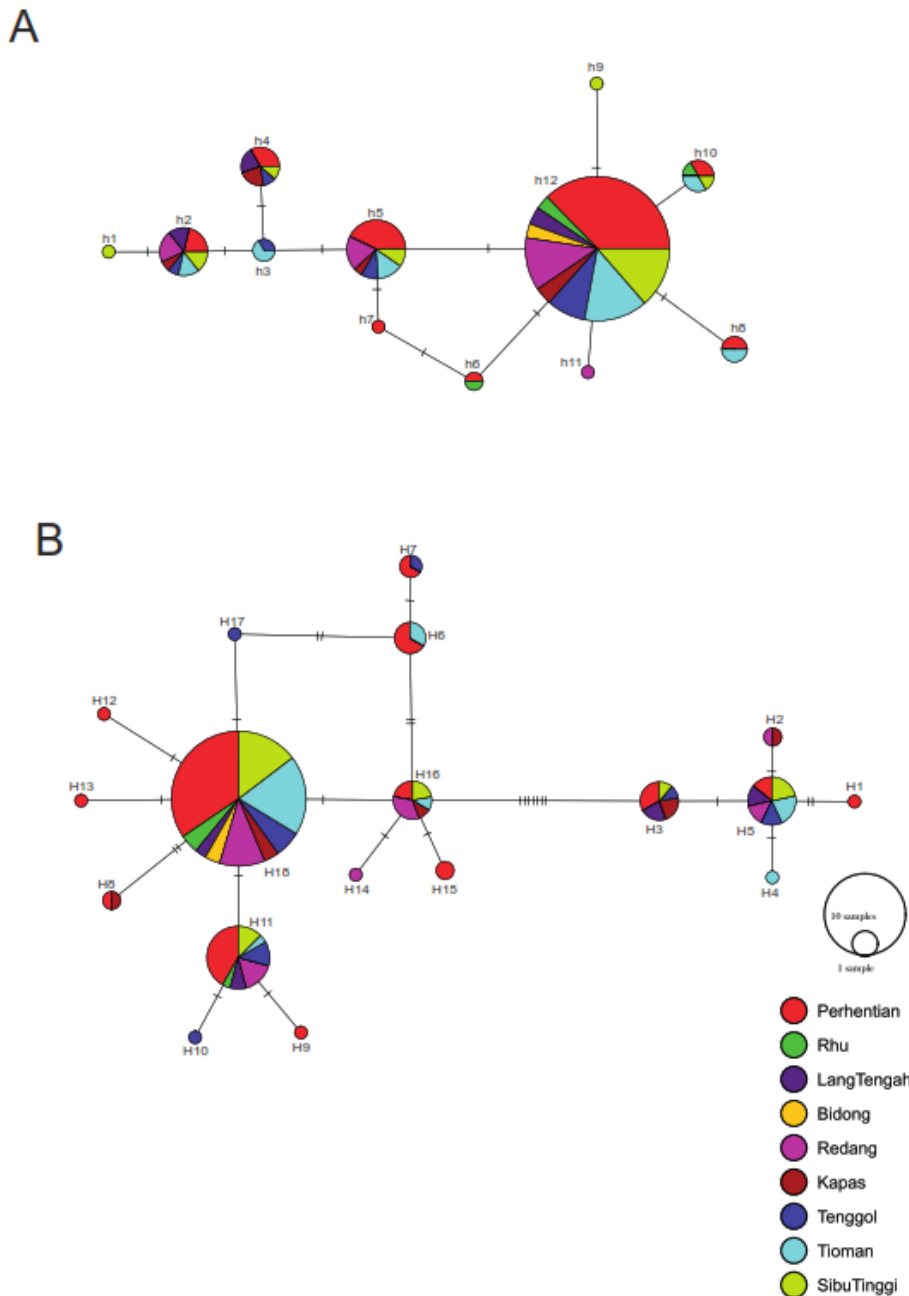 A
h9
h4
h10
h12
h5
h2
h1
h3
h7
h8
h6
h11
B
H7
H17
H6
H12
H2
H16
H13
H1
H3
H5
H18
H14
H15
H8
H4
H11
10 samples
1 sample
H10
H9
Perhentian
Rhu
LangTengah
Bidong
Redang
Kapas
Tenggol
Tioman
SibuTinggi